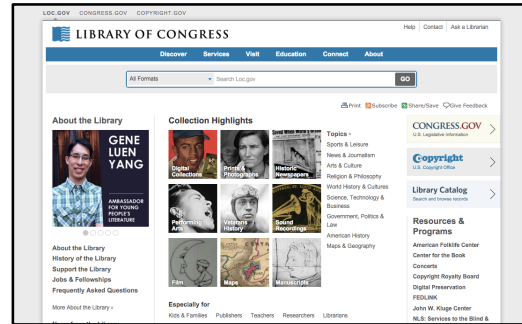 LOC.GOV CONGRESS.GOV COPYRIGHT.GOV
LIBRARY OF CONGRESS
Help Contact Ask a Librarian
Discover Services Visit Education Connect About
All Formats Search Loc.gov GO
Print Subscribe Share/Save Give Feedback
About the Library
GENE
LUEN
YANG
AMBASSADOR
FOR YOUNG
PEOPLE'S
LITERATURE
About the Library
History of the Library
Support the Library
Jobs & Fellowships
Frequently Asked Questions
More About the Library »
Collection Highlights
Digital
Collections
Prints &
Photographs
Historic
Newspapers
Performing
Arts
Veterans
History
Sound
Recordings
Film
Maps
Manuscripts
Topics »
Sports & Leisure
News & Journalism
Arts & Culture
Religion & Philosophy
World History & Cultures
Science, Technology &
Business
Government, Politics &
Law
American History
Maps & Geography
Especially for
Kids & Families Publishers Teachers Researchers Librarians
CONGRESS.GOV
U.S. Legislative Information
Copyright
U.S. Copyright Office
Library Catalog
Search and browse records
Resources &
Programs
American Folklife Center
Center for the Book
Concerts
Copyright Royalty Board
Digital Preservation
FEDLINK
John W. Kluge Center
NLS: Services to the Blind &